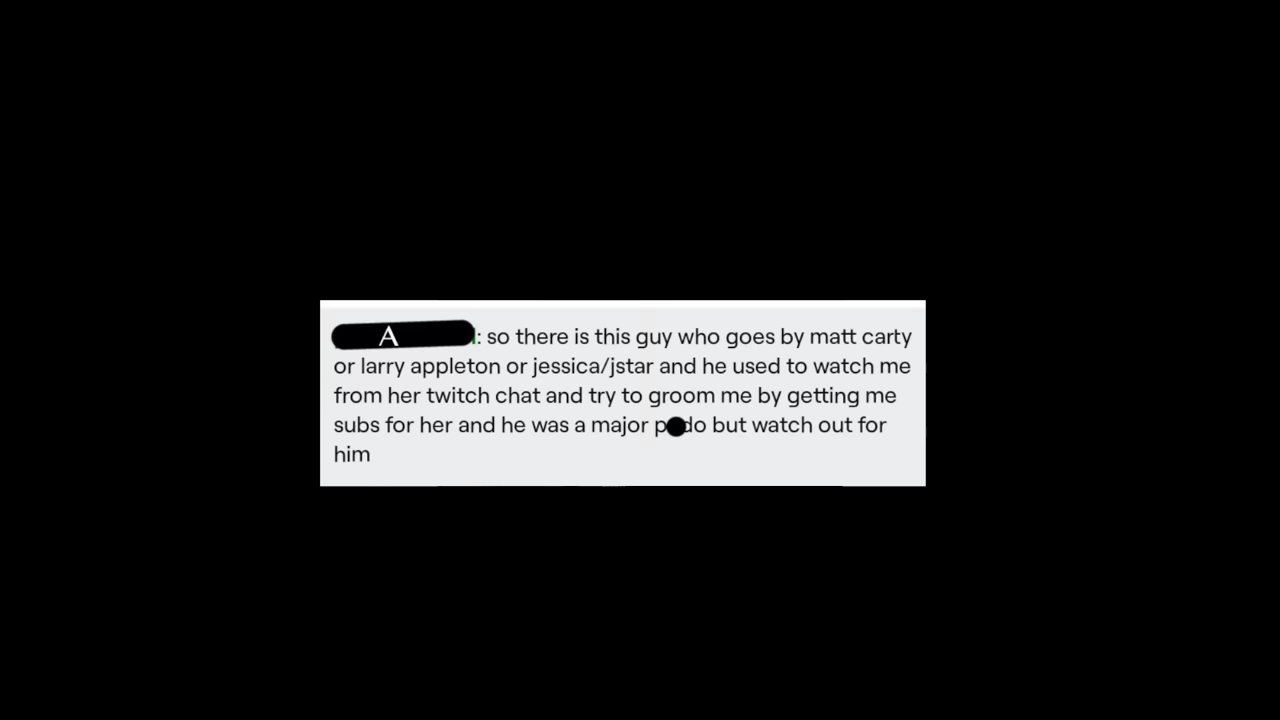 A: so there is this guy who goes by matt carty
or larry appleton or jessica/jstar and he used to watch me
from her twitch chat and try to groom me by getting me
subs for her and he was a major p●do but watch out for
him